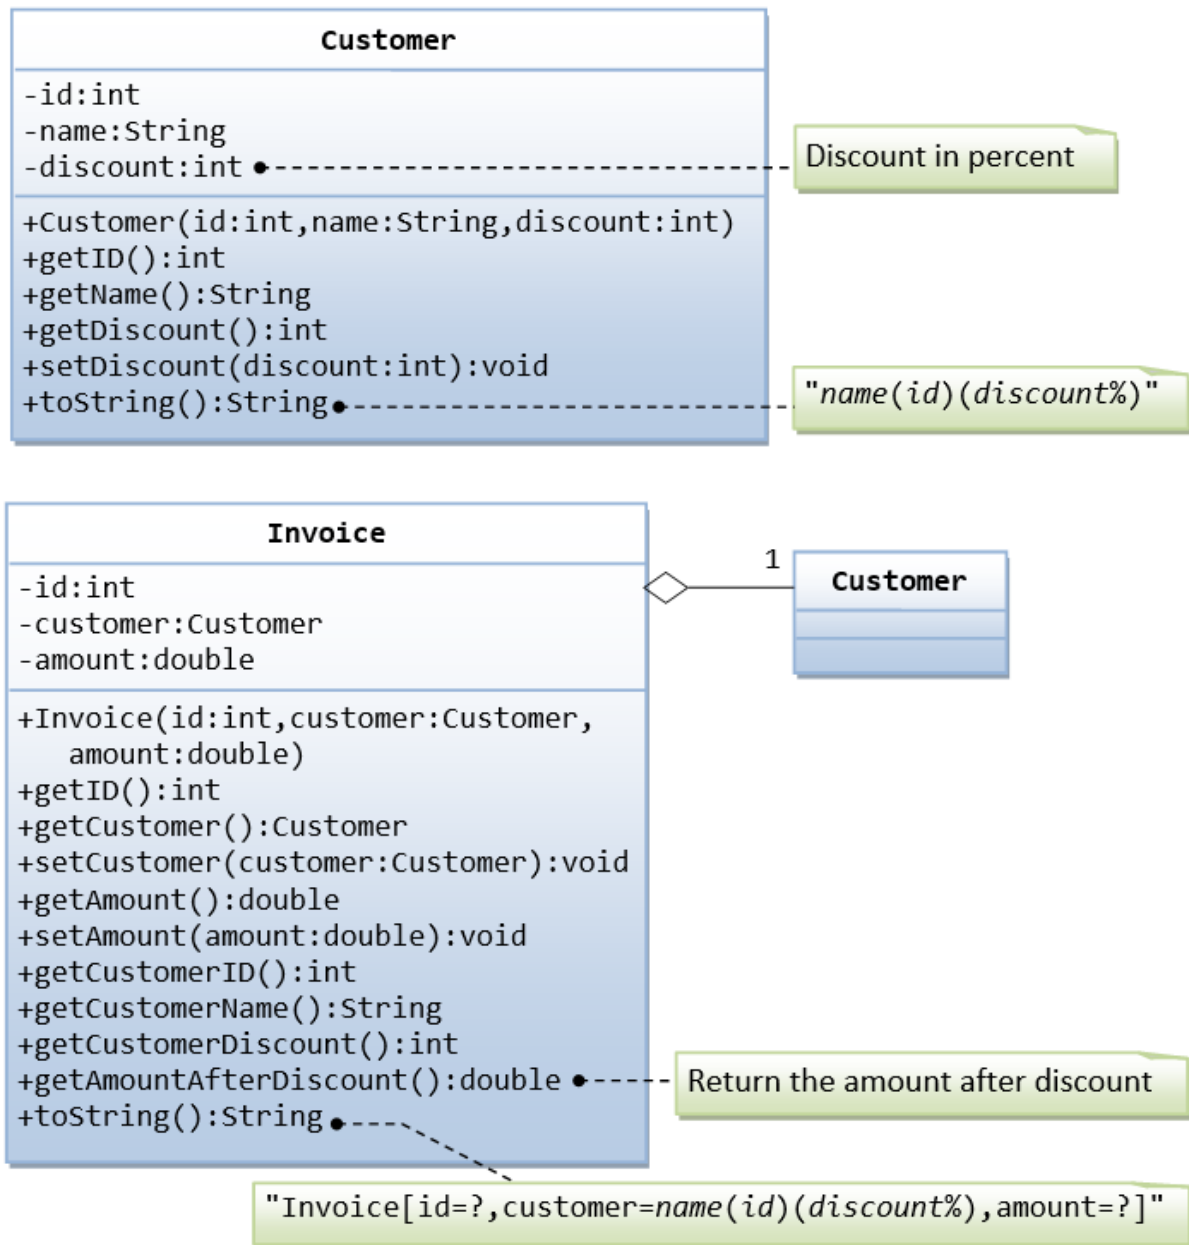 Customer
-id:int
-name:String
-discount:int
Discount in percent
+Customer(id:int,name:String,discount:int)
+getID():int
+getName():String
+getDiscount():int
+setDiscount(discount:int):void
+toString():String
"name(id)(discount%)"
Invoice
-id:int
-customer:Customer
-amount:double
1
Customer
+Invoice(id:int,customer:Customer,
amount:double)
+getID():int
+getCustomer():Customer
+setCustomer(customer:Customer):void
+getAmount():double
+setAmount(amount:double):void
+getCustomerID():int
+getCustomerName():String
+getCustomerDiscount():int
+getAmountAfterDiscount():double
Return the amount after discount
+toString():String
"Invoice[id=?,customer=name(id)(discount%),amount=?]"